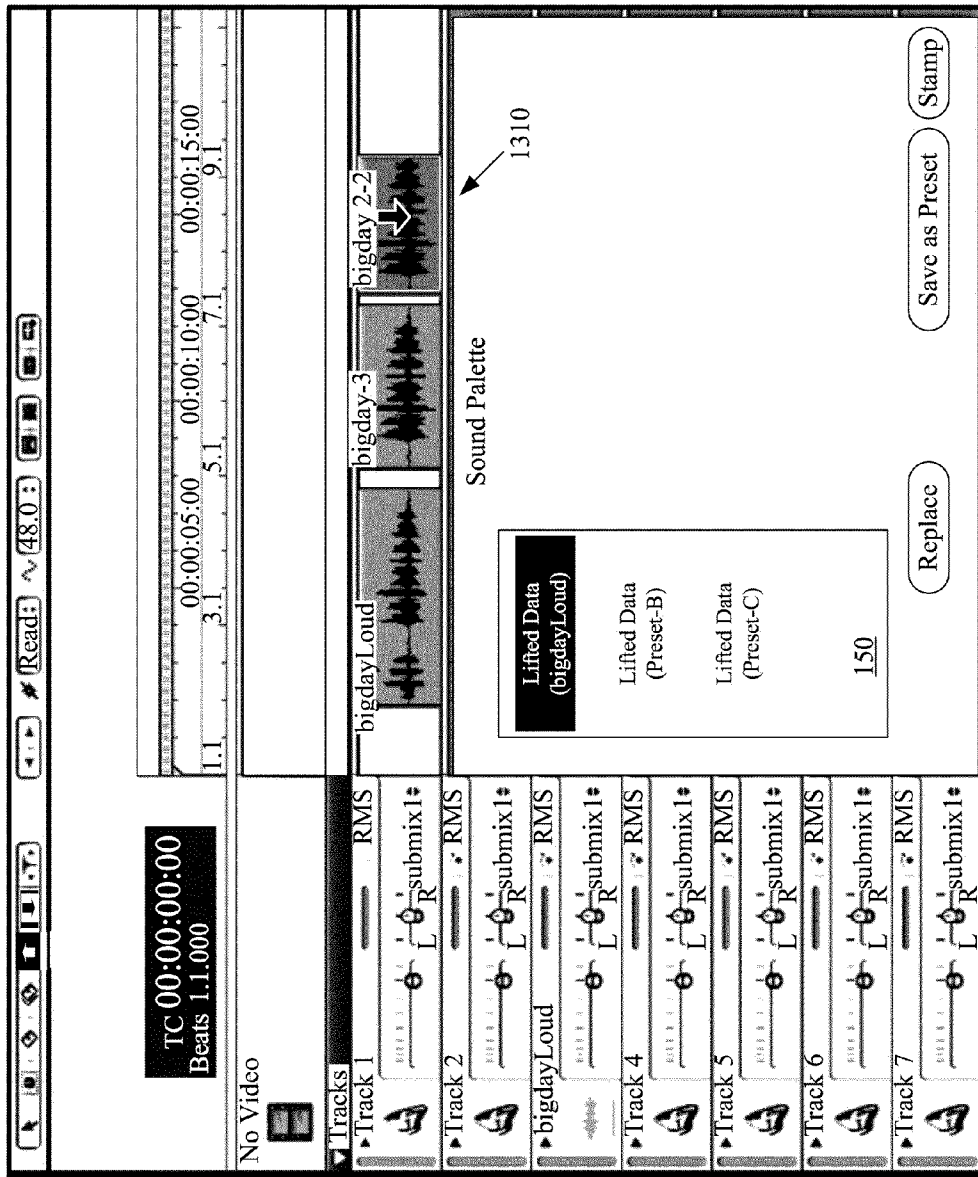 Read:
48.0
TC 00:00:00:00
Beats 1.1.000
00:00:05:00
00:00:10:00
00:00:15:00
1.1
3.1
5.1
7.1
9.1
No Video
Tracks
Track 1
RMS
L
R
submix1
bigdayLoud
bigday-3
bigday 2-2
Track 2
RMS
L
R
submix1
bigdayLoud
RMS
L
R
submix1
Track 4
RMS
L
R
submix1
Track 5
RMS
L
R
submix1
Track 6
RMS
L
R
submix1
Track 7
RMS
L
R
submix1
Sound Palette
1310
Lifted Data
(bigdayLoud)
Lifted Data
(Preset-B)
Lifted Data
(Preset-C)
150
Replace
Save as Preset
Stamp